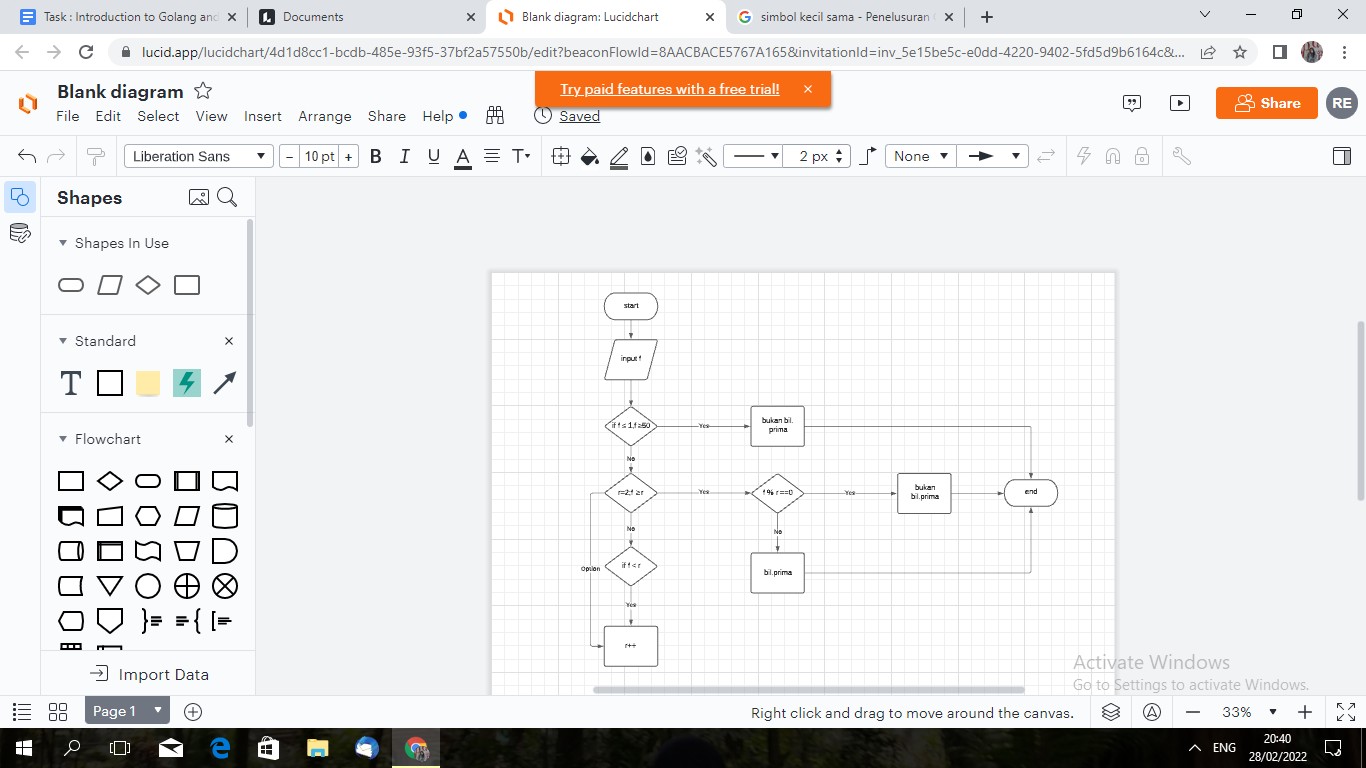 Task : Introduction to Golang and
Documents
Blank diagram: Lucidchart
simbol kecil sama - Penelusuran
lucid.app/lucidchart/4d1d8cc1-bcdb-485e-93f5-37bf2a57550b/edit?beaconFlowId=8AACBACE5767A165&invitationId=inv_5e15be5c-e0dd-4220-9402-5fd5d9b6164c&...
Blank diagram
Try paid features with a free trial!
File Edit Select View Insert Arrange Share Help
Saved
Share
RE
Liberation Sans
10 pt
B I U A T
2 px
None
Shapes
Shapes In Use
Standard
T
Flowchart
Import Data
start
input f
if f ≤ 1,f ≥50
Yes
bukan bil.
prima
No
r=2;f ≥ r
Yes
f % r ==0
Yes
bukan
bil.prima
end
No
No
if f < r
Option
bil.prima
Yes
r++
Activate Windows
Go to Settings to activate Windows.
Page 1
Right click and drag to move around the canvas.
33%
ENG
20:40
28/02/2022